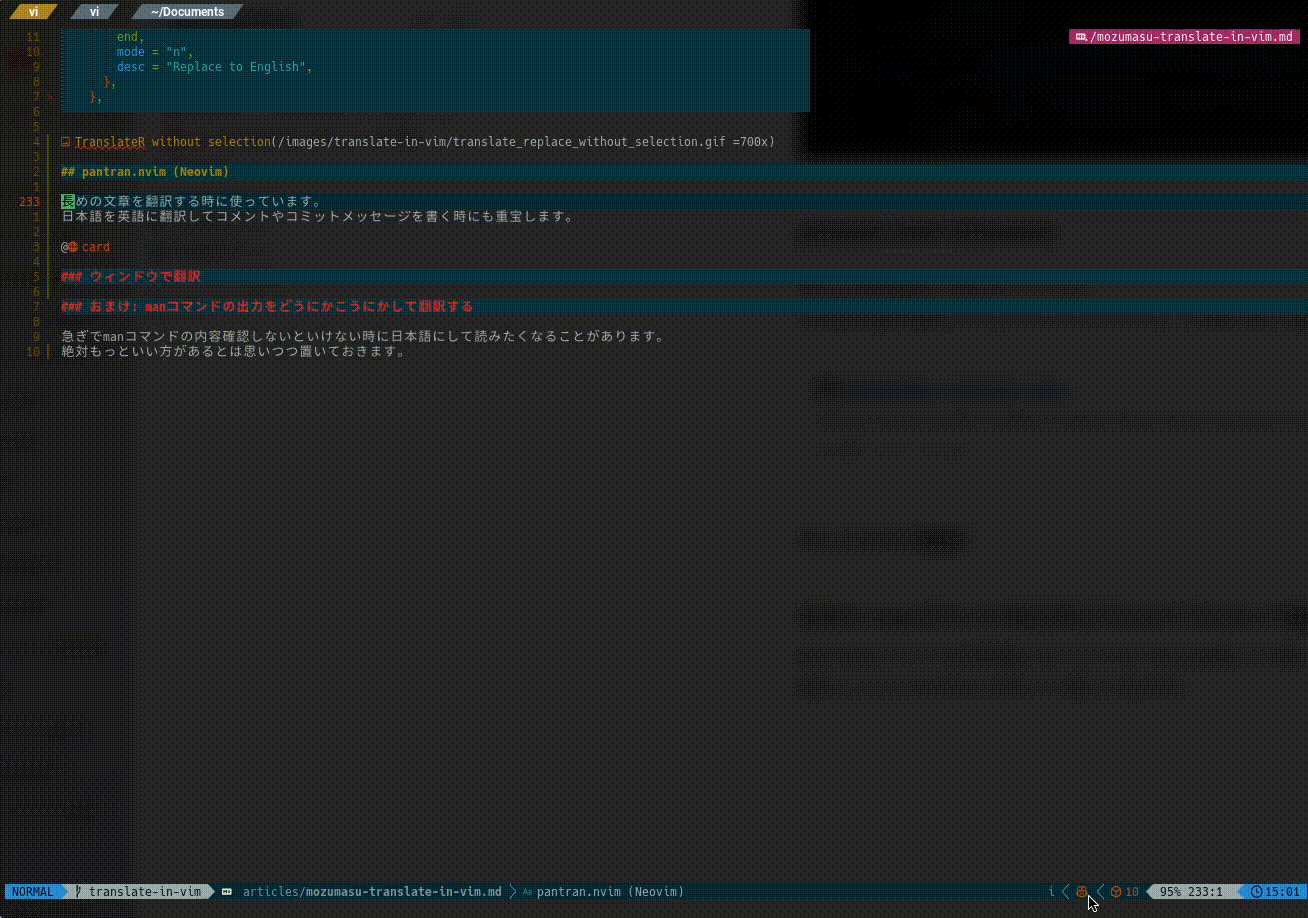 vi vi ~/Documents
11 end, ./mozumasu-translate-in-vim.md
10 mode = "n",
9 desc = "Replace to English",
8 },
7 },
6
5
4 TranslateR without selection(/images/translate-in-vim/translate_replace_without_selection.gif =700x)
3
2 ## pantran.nvim (Neovim)
1
233 長めの文章を翻訳する時に使っています。
1 日本語を英語に翻訳してコメントやコミットメッセージを書く時にも重宝します。
2
3 @ card
4
5 ### ウィンドウで翻訳
6
7 ### おまけ: manコマンドの出力をどうにかこうにかして翻訳する
8
9 急ぎでmanコマンドの内容確認しないといけない時に日本語にして読みたくなることがあります。
10 絶対もっといい方があるとは思いつつ置いておきます。
NORMAL translate-in-vim articles/mozumasu-translate-in-vim.md Aa pantran.nvim (Neovim) i 10 95% 233:1 15:01